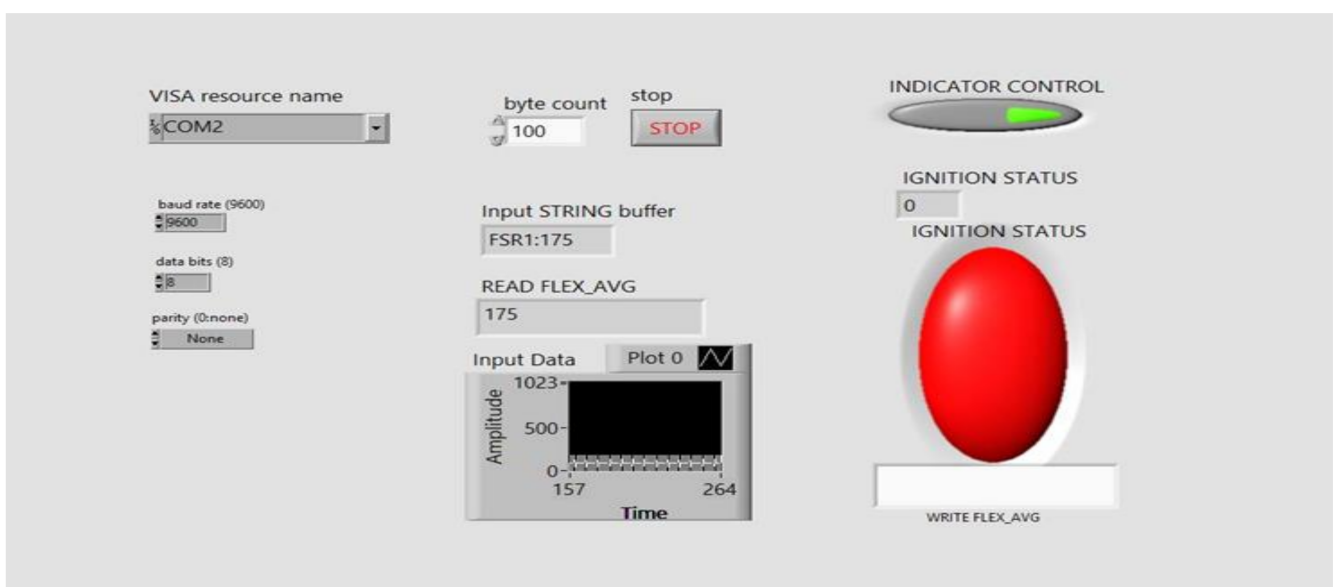 VISA resource name
COM2
baud rate (9600)
9600
data bits (8)
8
parity (0:none)
None
byte count
100
stop
STOP
Input STRING buffer
FSR1:175
READ FLEX_AVG
175
Input Data
Plot 0
Amplitude
1023
500
0
157 264
Time
INDICATOR CONTROL
IGNITION STATUS
0
IGNITION STATUS
WRITE FLEX_AVG